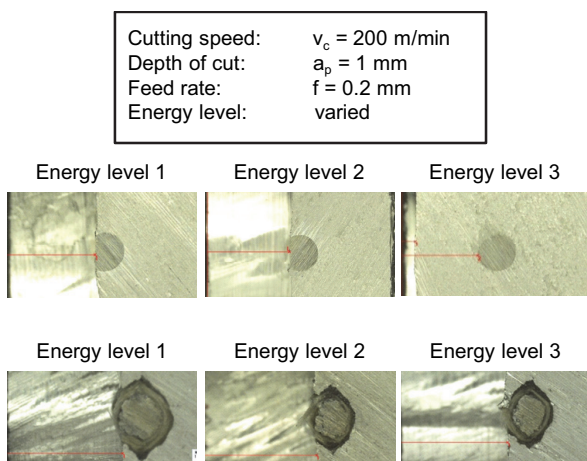 Cutting speed: v_c = 200 m/min
Depth of cut: a_p = 1 mm
Feed rate: f = 0.2 mm
Energy level: varied
Energy level 1 Energy level 2 Energy level 3
Energy level 1 Energy level 2 Energy level 3